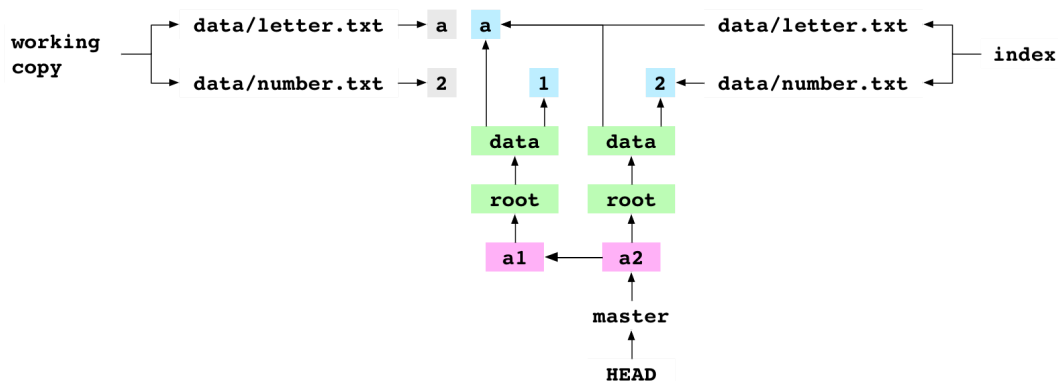 data/letter.txt a a data/letter.txt
working copy
index
data/number.txt 2 1 2 data/number.txt
data data
root root
a1 a2
master
HEAD